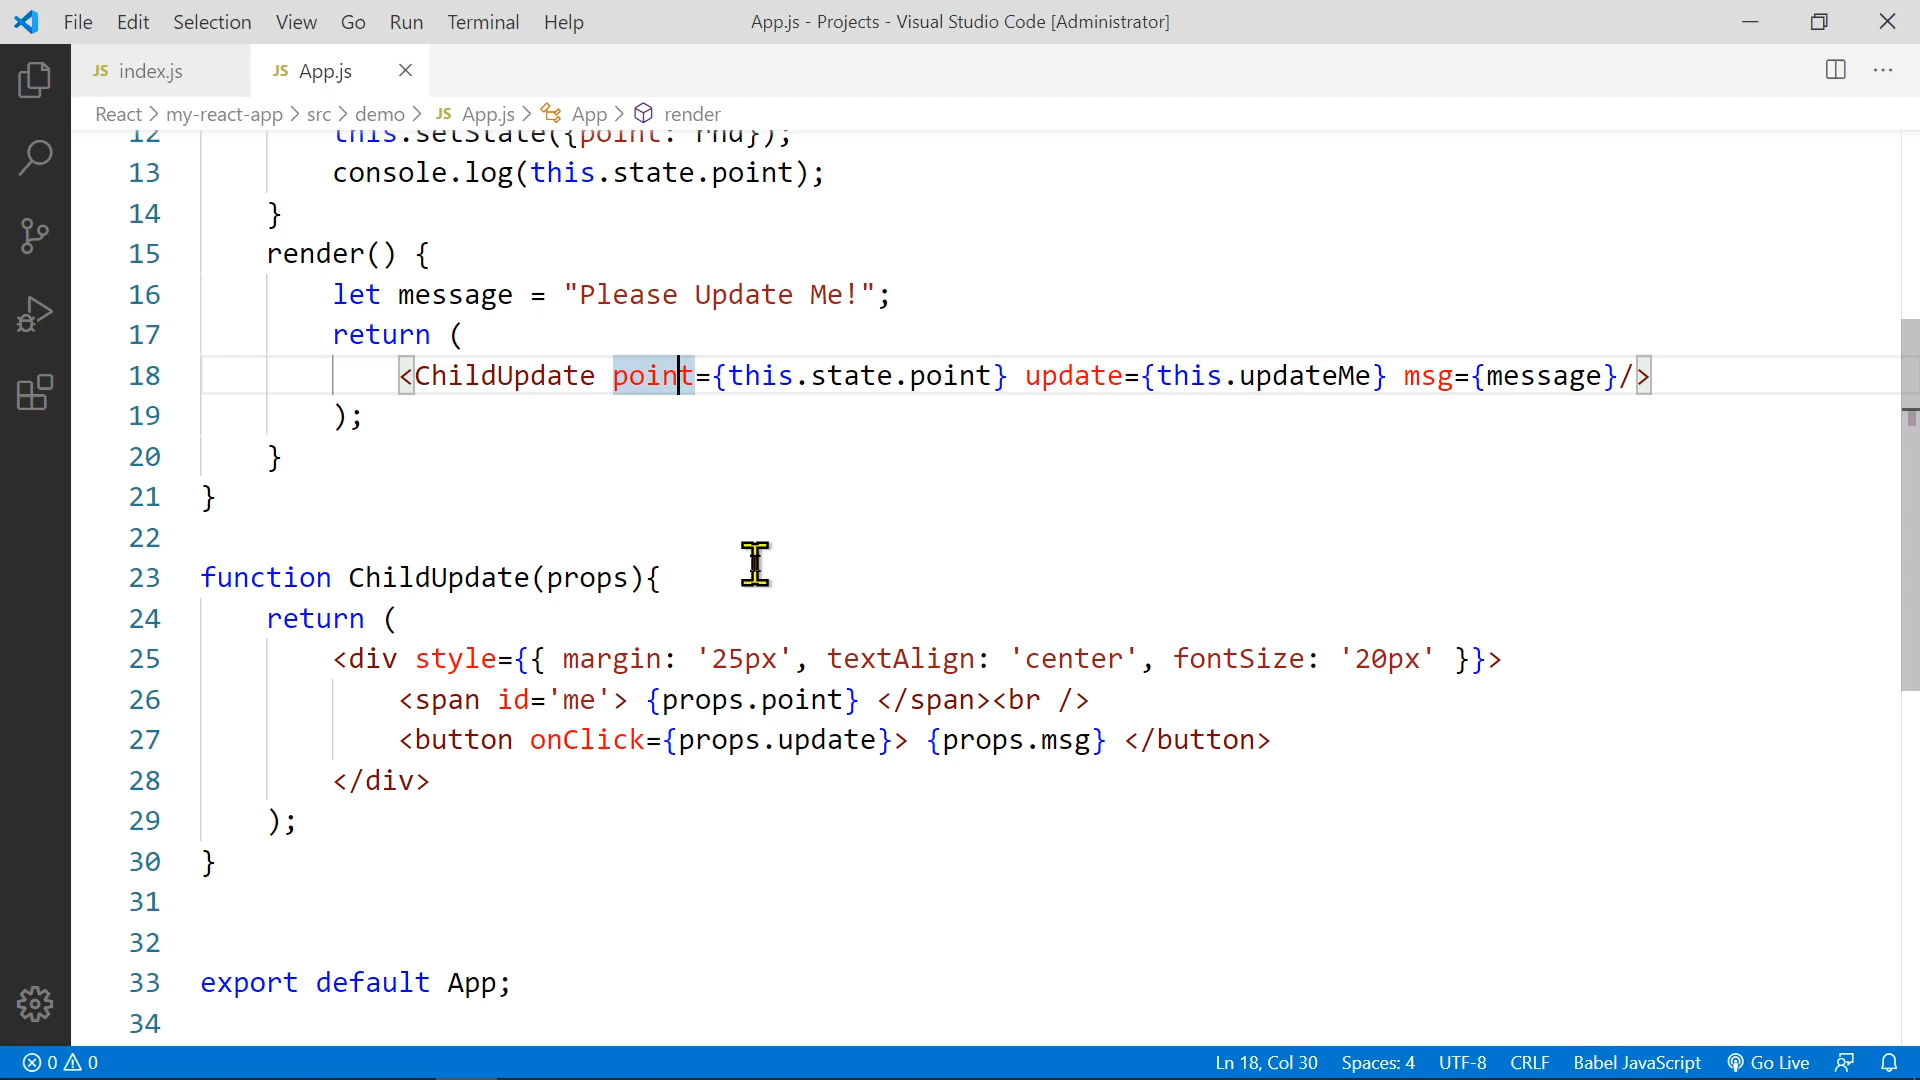 File Edit Selection View Go Run Terminal Help App.js - Projects - Visual Studio Code [Administrator]
JS index.js JS App.js
React > my-react-app > src > demo > JS App.js > App > render
12 this.setState({point: rnd});
13 console.log(this.state.point);
14 }
15 render() {
16 let message = "Please Update Me!";
17 return (
18 <ChildUpdate point={this.state.point} update={this.updateMe} msg={message}/>
19 );
20 }
21 }
22
23 function ChildUpdate(props){
24 return (
25 <div style={{ margin: '25px', textAlign: 'center', fontSize: '20px' }}>
26 <span id='me'> {props.point} </span><br />
27 <button onClick={props.update}> {props.msg} </button>
28 </div>
29 );
30 }
31
32
33 export default App;
34
0 0 Ln 18, Col 30 Spaces: 4 UTF-8 CRLF Babel JavaScript Go Live